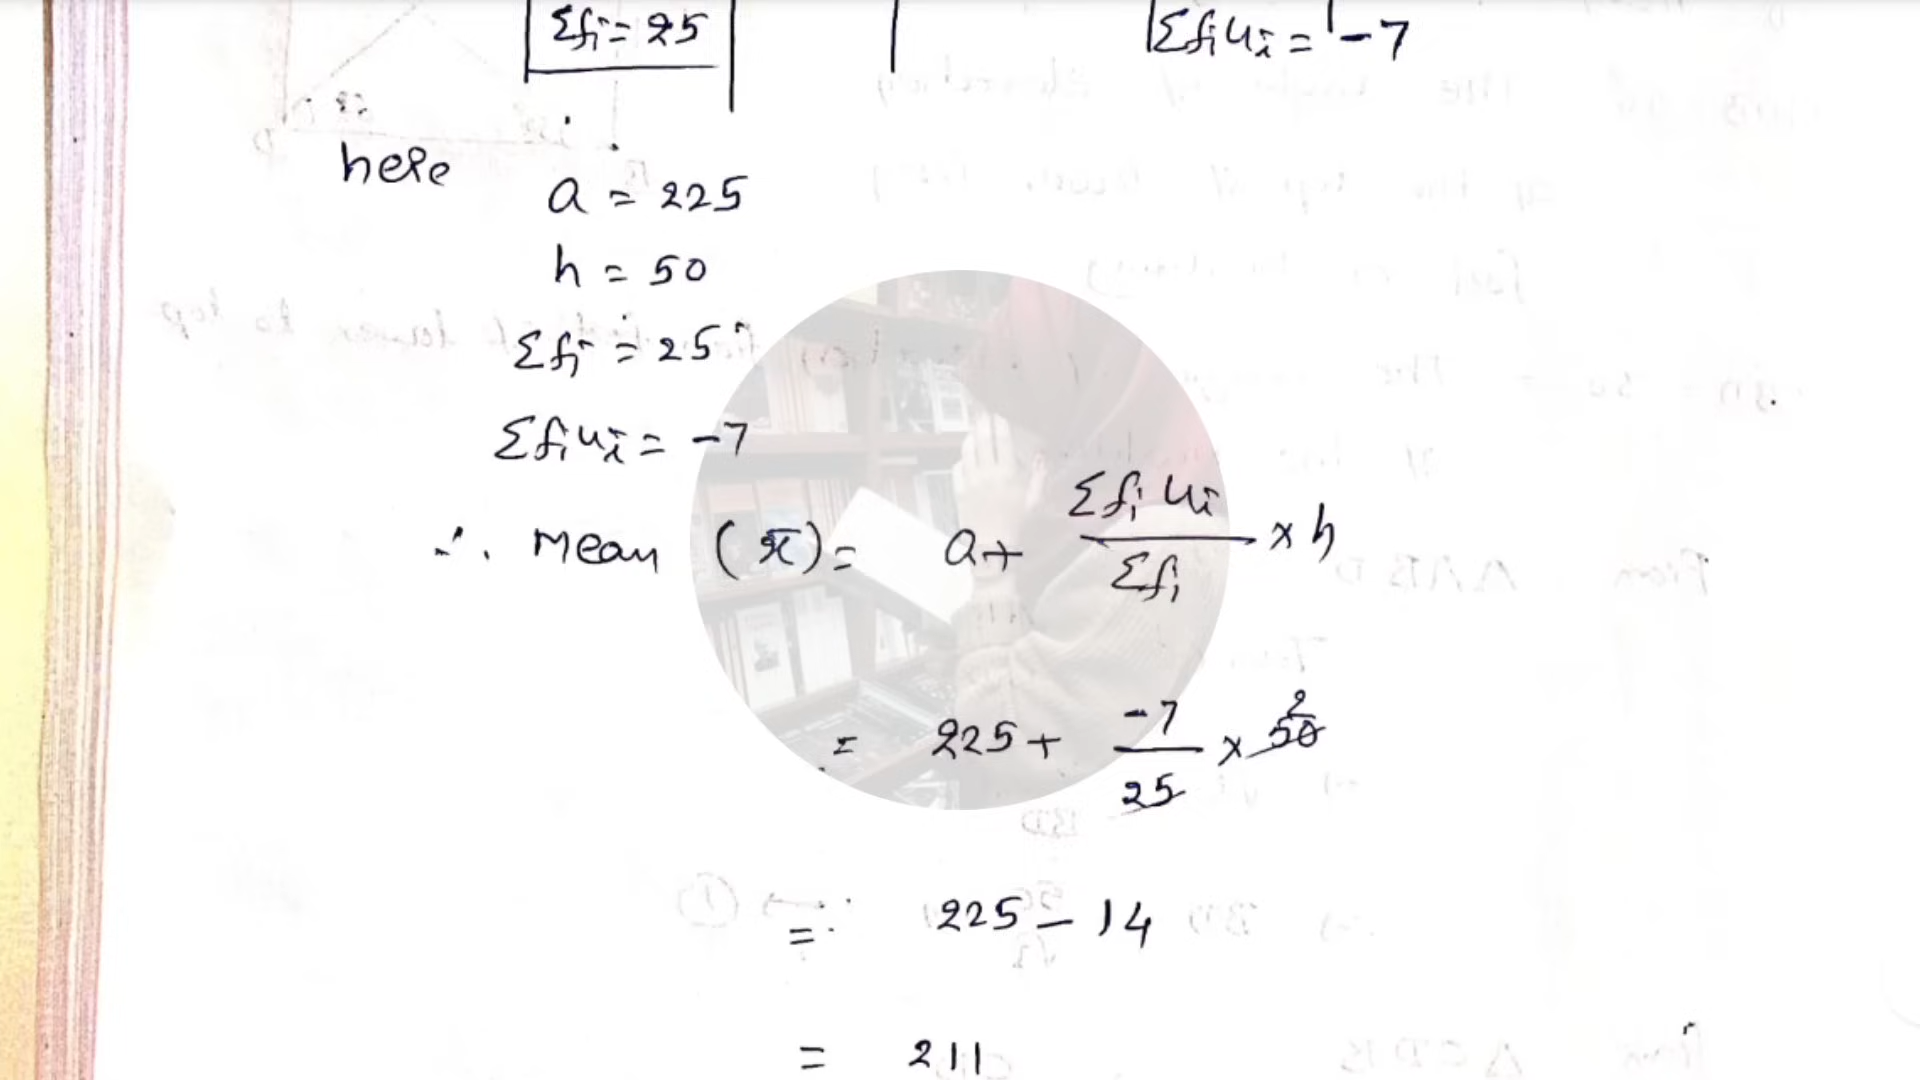 Σfi = 25 Σfiui = -7
here a = 225
h = 50
Σfi = 25
Σfiui = -7
∴ Mean (x̄) = a + Σfiui / Σfi × h
= 225 + -7/25 × 50 2
= 225 - 14
= 211